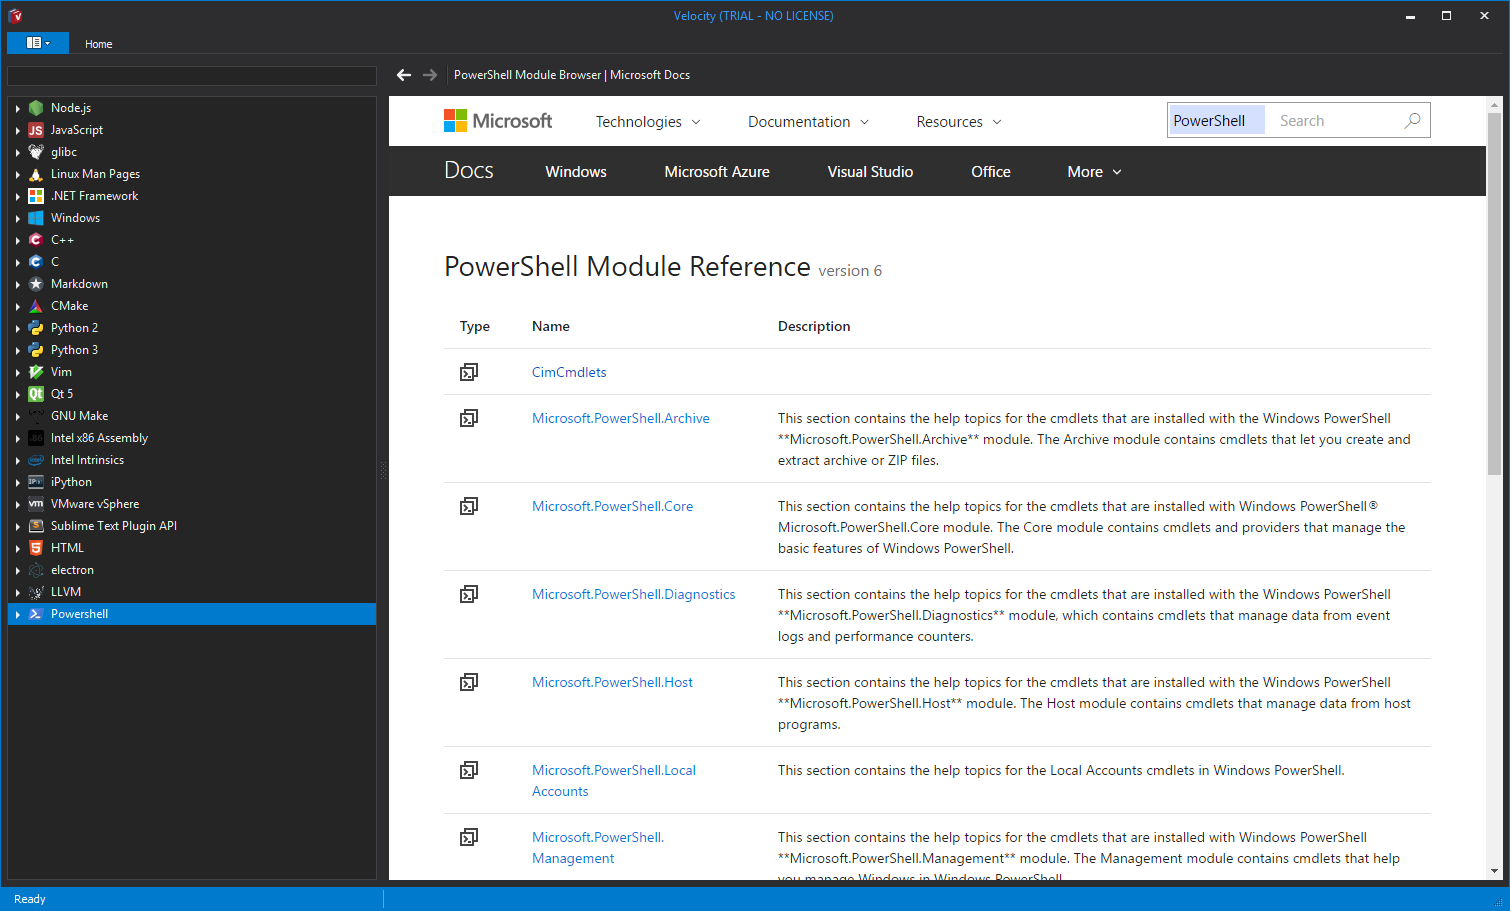 Velocity (TRIAL - NO LICENSE)
Home
PowerShell Module Browser | Microsoft Docs
Node.js
JavaScript
glibc
Linux Man Pages
.NET Framework
Windows
C++
C
Markdown
CMake
Python 2
Python 3
Vim
Qt 5
GNU Make
Intel x86 Assembly
Intel Intrinsics
iPython
VMware vSphere
Sublime Text Plugin API
HTML
electron
LLVM
Powershell
Microsoft
Technologies
Documentation
Resources
PowerShell
Search
Docs
Windows
Microsoft Azure
Visual Studio
Office
More
PowerShell Module Reference version 6
Type Name Description
CimCmdlets
Microsoft.PowerShell.Archive
This section contains the help topics for the cmdlets that are installed with the Windows PowerShell
**Microsoft.PowerShell.Archive** module. The Archive module contains cmdlets that let you create and
extract archive or ZIP files.
Microsoft.PowerShell.Core
This section contains the help topics for the cmdlets that are installed with Windows PowerShell®
Microsoft.PowerShell.Core module. The Core module contains cmdlets and providers that manage the
basic features of Windows PowerShell.
Microsoft.PowerShell.Diagnostics
This section contains the help topics for the cmdlets that are installed with the Windows PowerShell
**Microsoft.PowerShell.Diagnostics** module, which contains cmdlets that manage data from event
logs and performance counters.
Microsoft.PowerShell.Host
This section contains the help topics for the cmdlets that are installed with the Windows PowerShell
**Microsoft.PowerShell.Host** module. The Host module contains cmdlets that manage data from host
programs.
Microsoft.PowerShell.Local
Accounts
This section contains the help topics for the Local Accounts cmdlets in Windows PowerShell.
Microsoft.PowerShell.
Management
This section contains the help topics for the cmdlets that are installed with Windows PowerShell
**Microsoft.PowerShell.Management** module. The Management module contains cmdlets that help
you manage Windows in Windows PowerShell
Ready